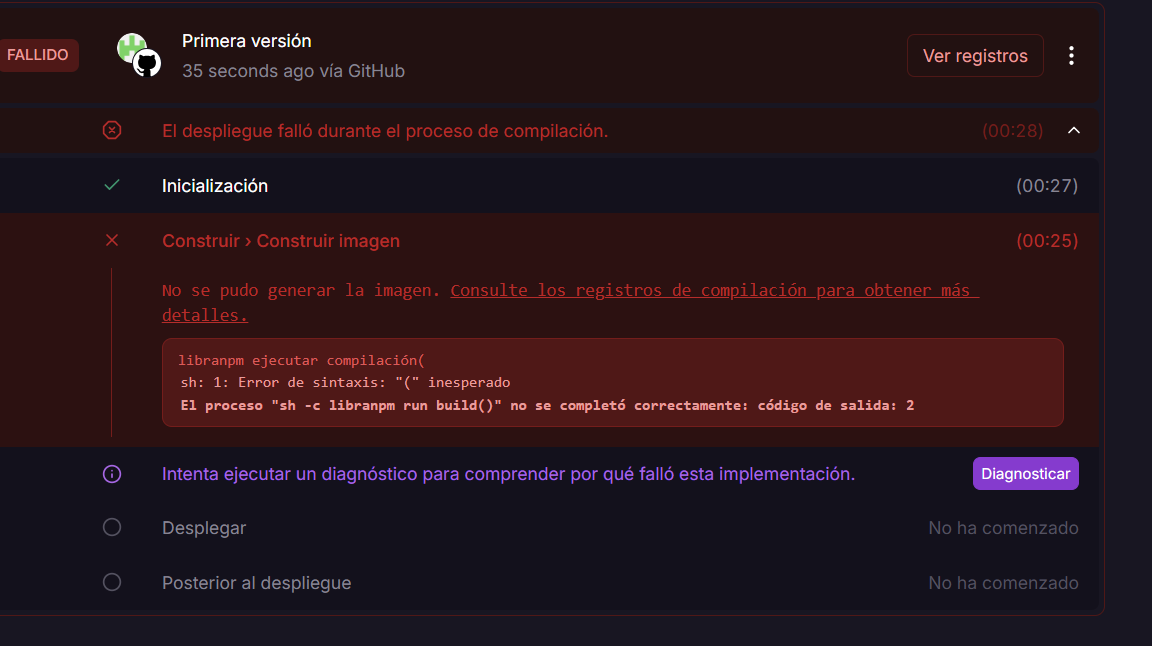 FALLIDO
Primera versión
35 seconds ago vía GitHub
Ver registros
El despliegue falló durante el proceso de compilación.
(00:28)
Inicialización
(00:27)
Construir › Construir imagen
(00:25)
No se pudo generar la imagen. Consulte los registros de compilación para obtener más
detalles.
libranpm ejecutar compilación(
sh: 1: Error de sintaxis: "(" inesperado
El proceso "sh -c libranpm run build()" no se completó correctamente: código de salida: 2
Intenta ejecutar un diagnóstico para comprender por qué falló esta implementación.
Diagnosticar
Desplegar
No ha comenzado
Posterior al despliegue
No ha comenzado